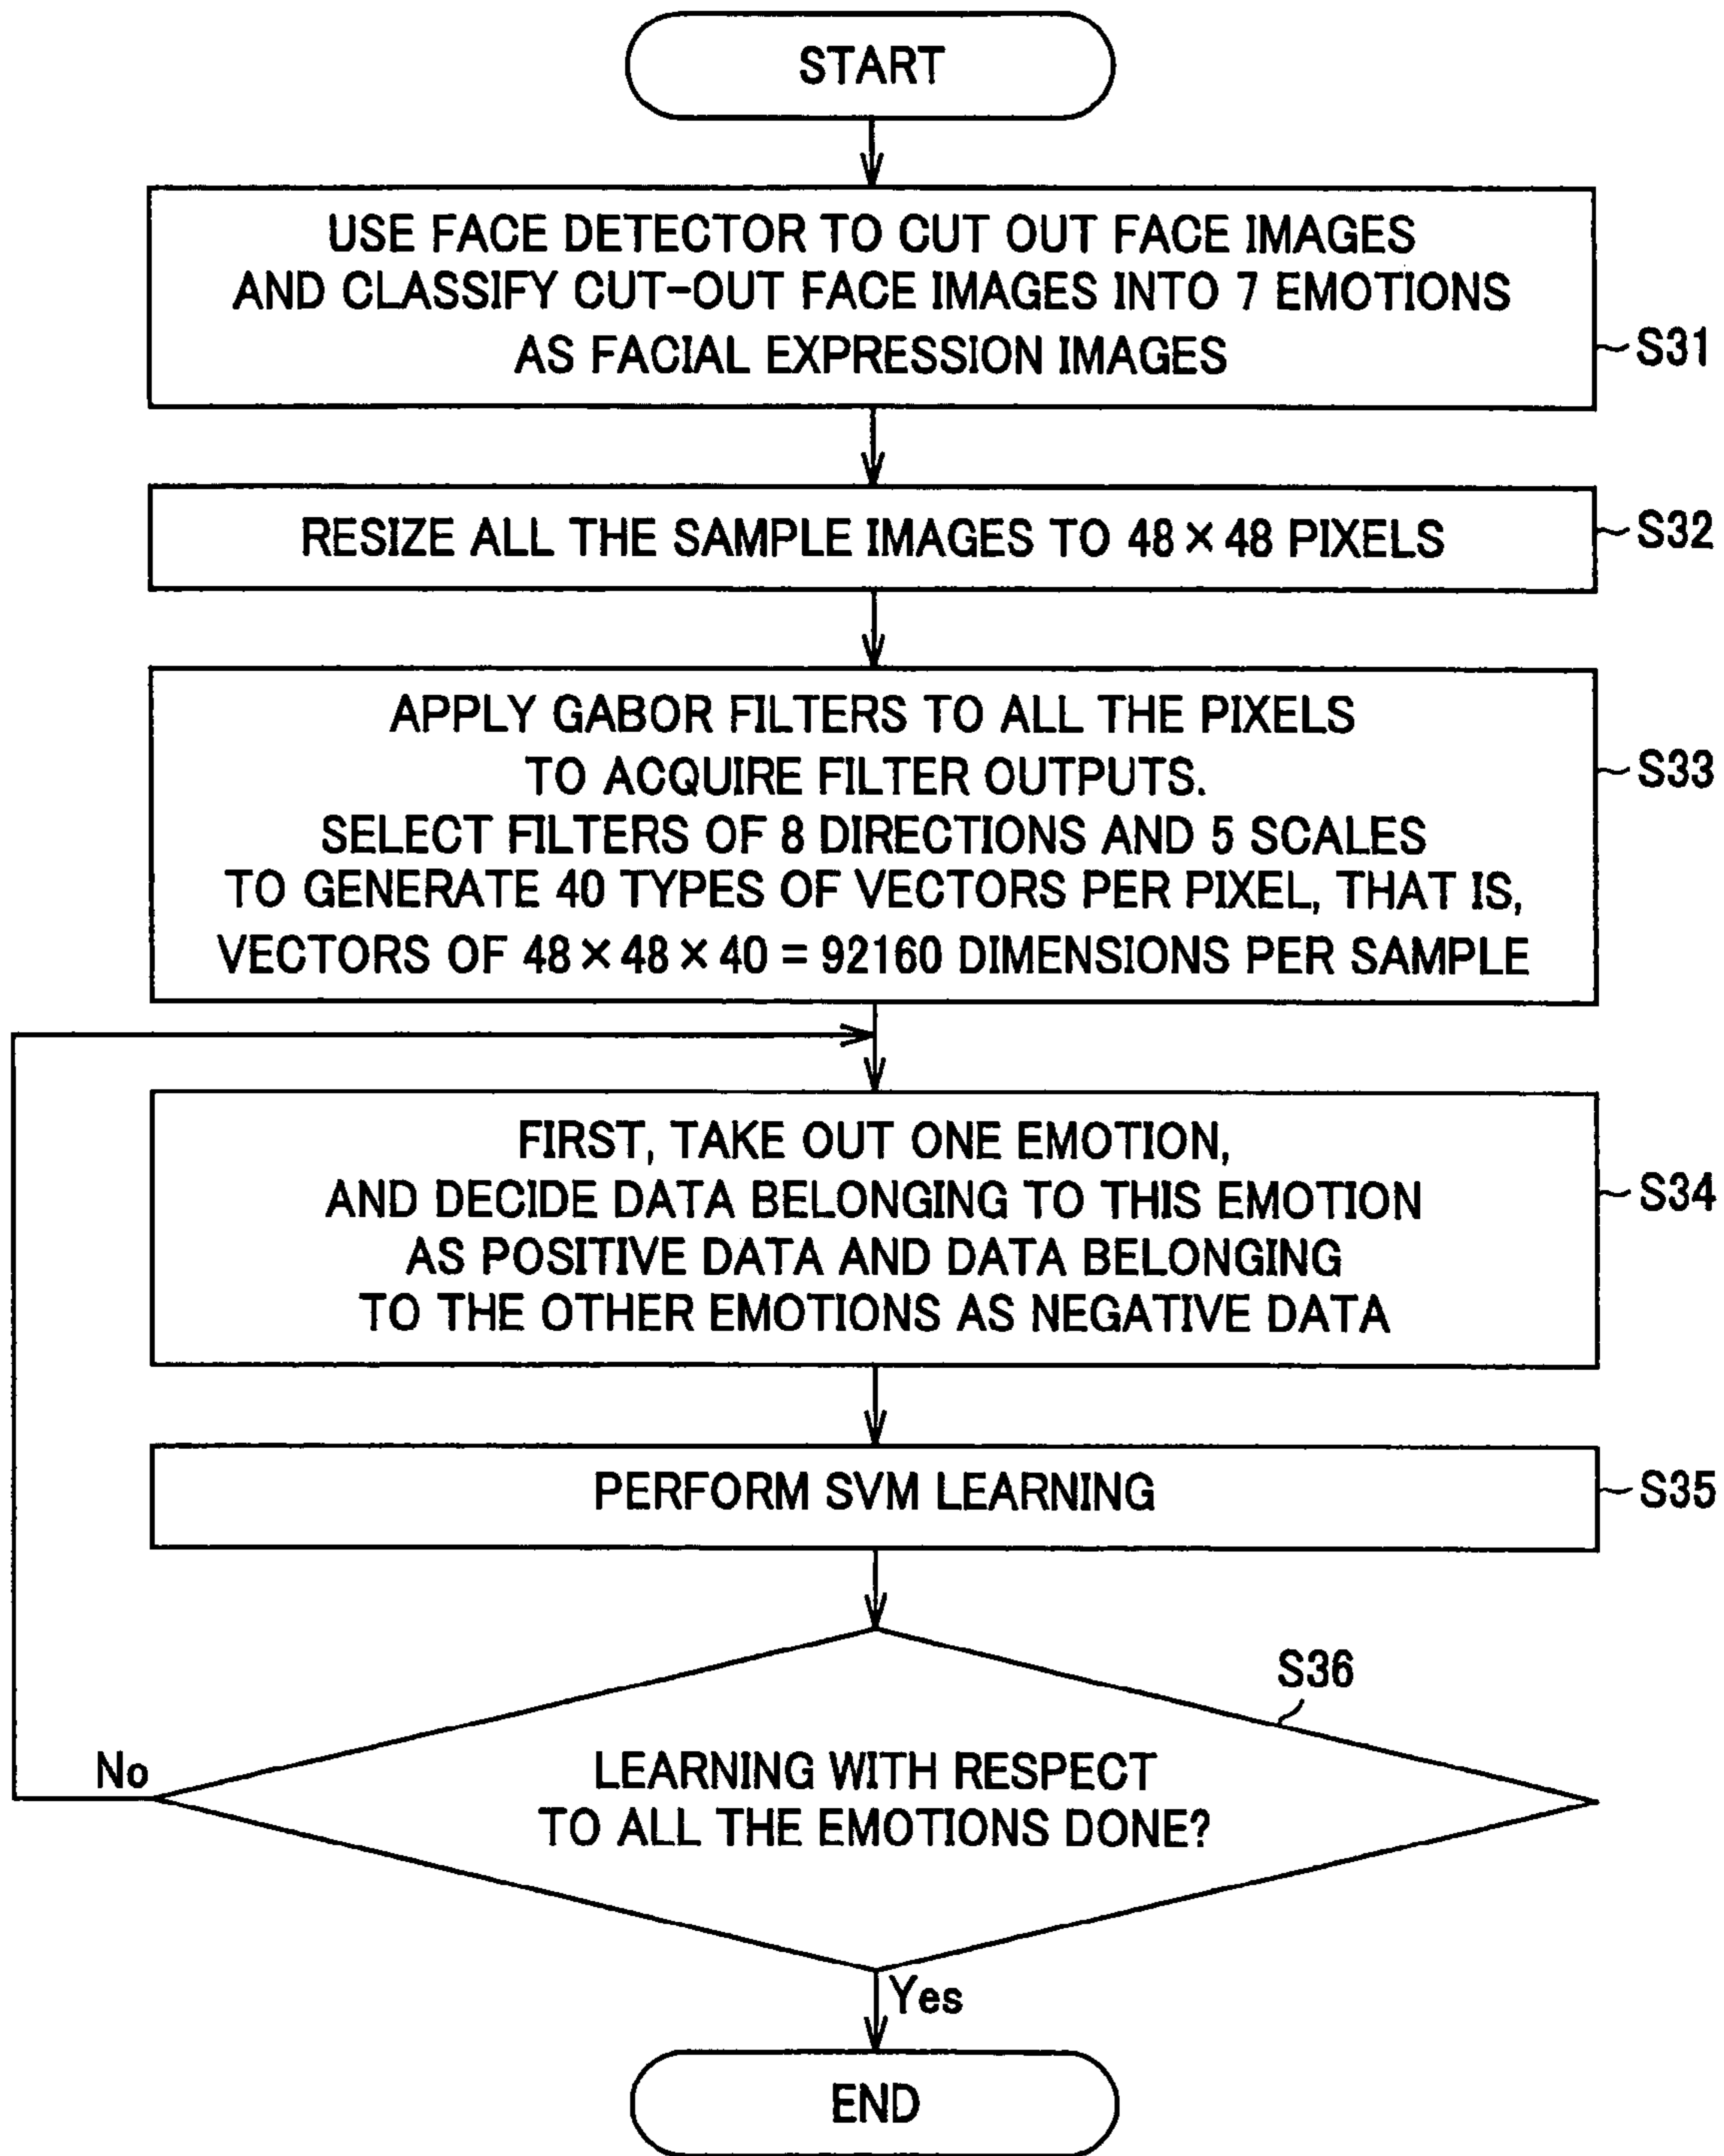 START
USE FACE DETECTOR TO CUT OUT FACE IMAGES
AND CLASSIFY CUT-OUT FACE IMAGES INTO 7 EMOTIONS
AS FACIAL EXPRESSION IMAGES
S31
RESIZE ALL THE SAMPLE IMAGES TO 48×48 PIXELS
S32
APPLY GABOR FILTERS TO ALL THE PIXELS
TO ACQUIRE FILTER OUTPUTS.
SELECT FILTERS OF 8 DIRECTIONS AND 5 SCALES
TO GENERATE 40 TYPES OF VECTORS PER PIXEL, THAT IS,
VECTORS OF 48×48×40 = 92160 DIMENSIONS PER SAMPLE
S33
FIRST, TAKE OUT ONE EMOTION,
AND DECIDE DATA BELONGING TO THIS EMOTION
AS POSITIVE DATA AND DATA BELONGING
TO THE OTHER EMOTIONS AS NEGATIVE DATA
S34
PERFORM SVM LEARNING
S35
S36
LEARNING WITH RESPECT
TO ALL THE EMOTIONS DONE?
No
Yes
END